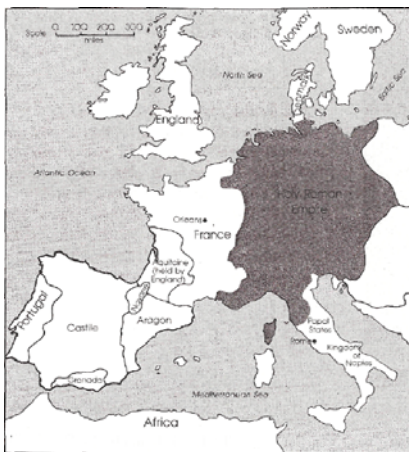 Scale 0 100 200 300
miles
Norway
Sweden
North Sea
Denmark
Baltic Sea
England
Atlantic Ocean
Holy Roman
Empire
Orleans
France
Aquitaine
(held by
England)
Navarre
Portugal
Castile
Aragon
Granada
Papal
States
Rome
Kingdom
of
Naples
Mediterranean Sea
Africa